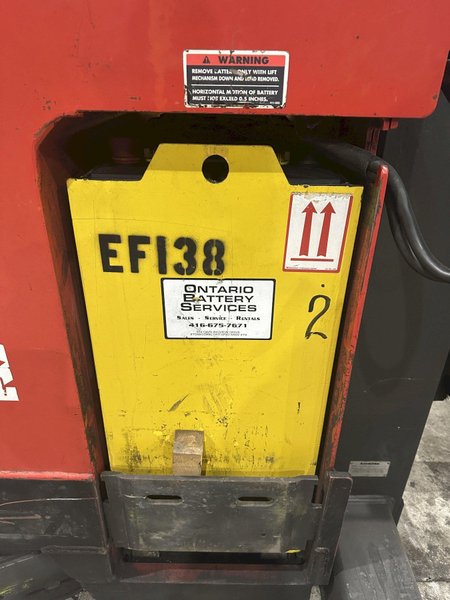 WARNING
REMOVE BATTERY ONLY WITH LIFT
MECHANISM DOWN AND LOAD REMOVED.
HORIZONTAL MOTION OF BATTERY
MUST NOT EXCEED 0.5 INCHES.
EF138
ONTARIO
BATTERY
SERVICES
SALES - SERVICE - RENTALS
416-675-7671
2